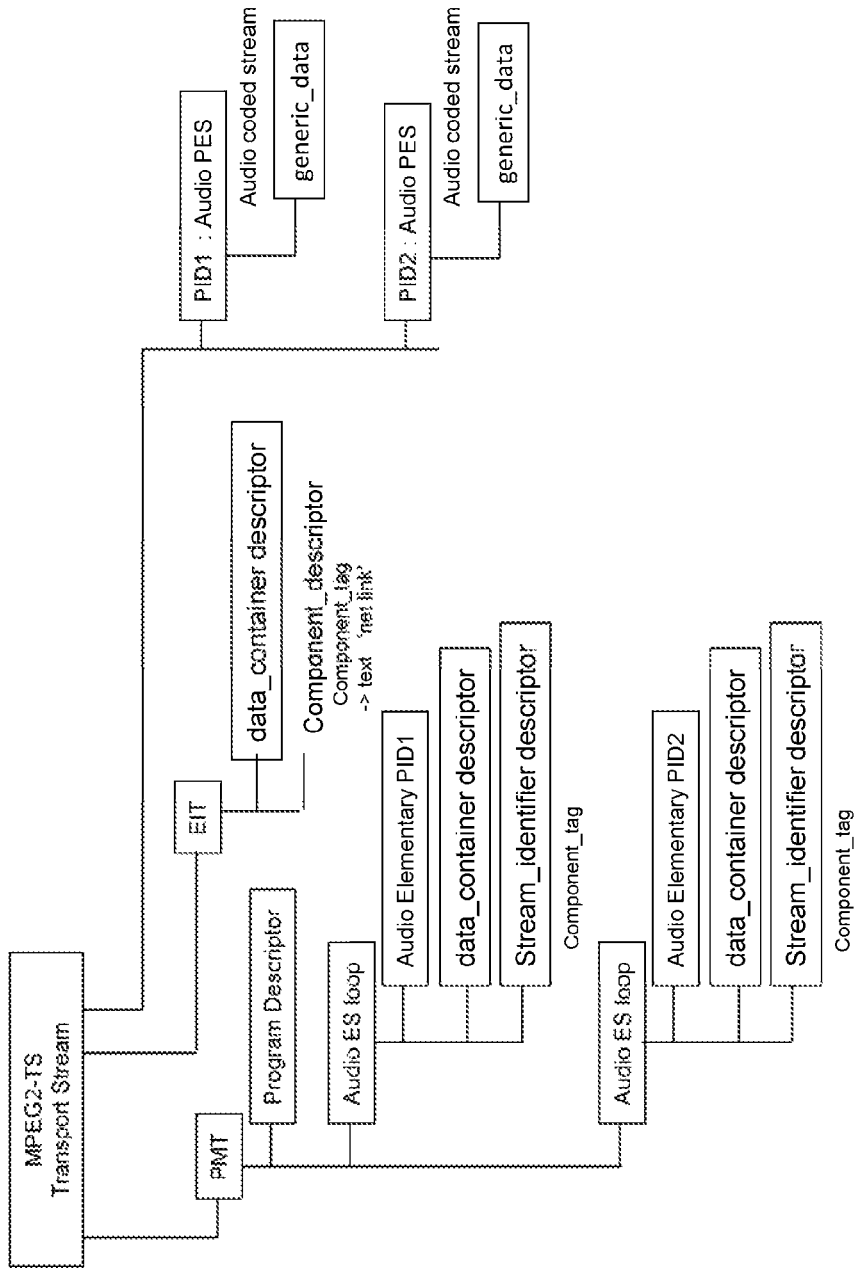 MPEG2-TS
Transport Stream
PMT
Program Descriptor
Audio ES loop
Audio Elementary PID1
data_container descriptor
Stream_identifier descriptor
Component_tag
Audio ES loop
Audio Elementary PID2
data_container descriptor
Stream_identifier descriptor
Component_tag
EIT
data_container descriptor
Component_descriptor
Component_tag
-> text 'net link'
PID1 : Audio PES
Audio coded stream
generic_data
PID2 : Audio PES
Audio coded stream
generic_data